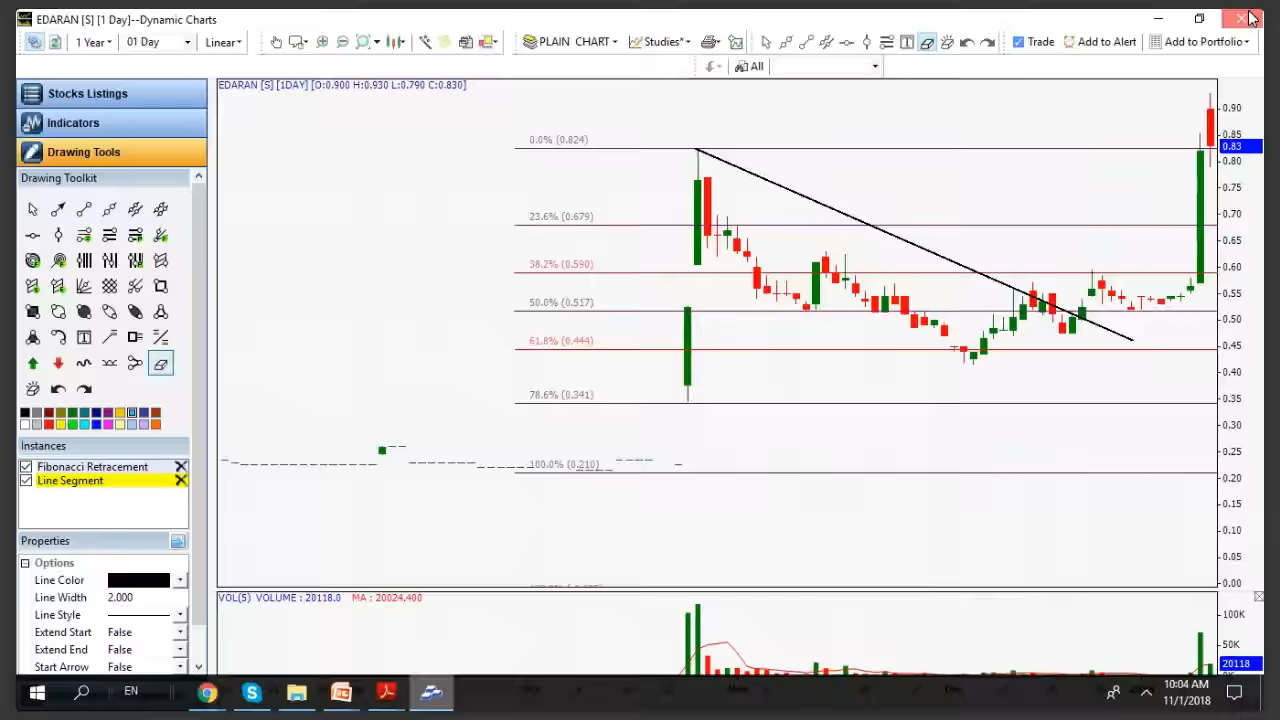 EDARAN [S] [1 Day]--Dynamic Charts
1 Year 01 Day Linear PLAIN CHART Studies* Trade Add to Alert Add to Portfolio
All
Stocks Listings
Indicators
Drawing Tools
Drawing Toolkit
Instances
Fibonacci Retracement
Line Segment
Properties
Options
Line Color
Line Width 2.000
Line Style
Extend Start False
Extend End False
Start Arrow False
EDARAN [S] [1DAY] [O:0.900 H:0.930 L:0.790 C:0.830]
0.0% (0.824)
23.6% (0.679)
38.2% (0.590)
50.0% (0.517)
61.8% (0.444)
78.6% (0.341)
100.0% (0.210)
0.90
0.85
0.83
0.80
0.75
0.70
0.65
0.60
0.55
0.50
0.45
0.40
0.35
0.30
0.25
0.20
0.15
0.10
0.05
0.00
VOL(5) VOLUME : 20118.0 MA : 20024.400
100K
50K
20118
EN
10:04 AM
11/1/2018